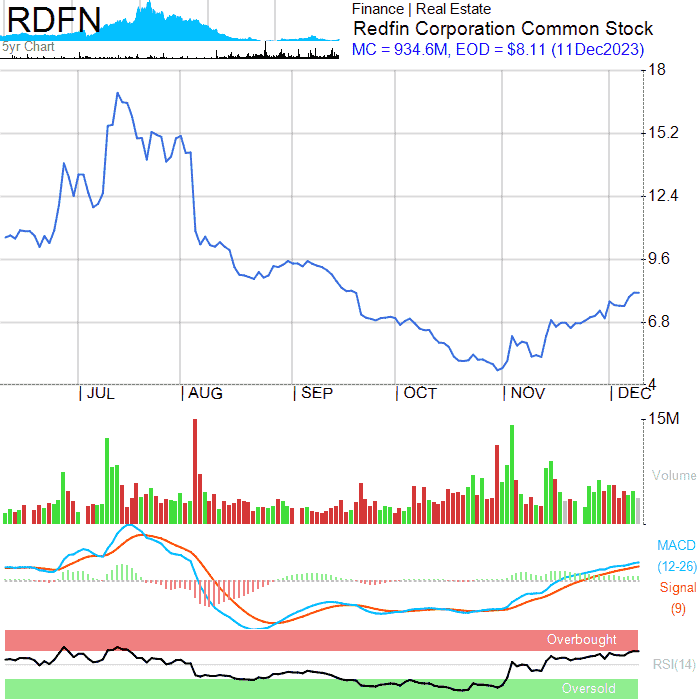 RDFN
5yr Chart
Finance | Real Estate
Redfin Corporation Common Stock
MC = 934.6M, EOD = $8.11 (11Dec2023)
18
15.2
12.4
9.6
6.8
4
JUL AUG SEP OCT NOV DEC
15M
Volume
MACD
(12-26)
Signal
(9)
Overbought
RSI(14)
Oversold